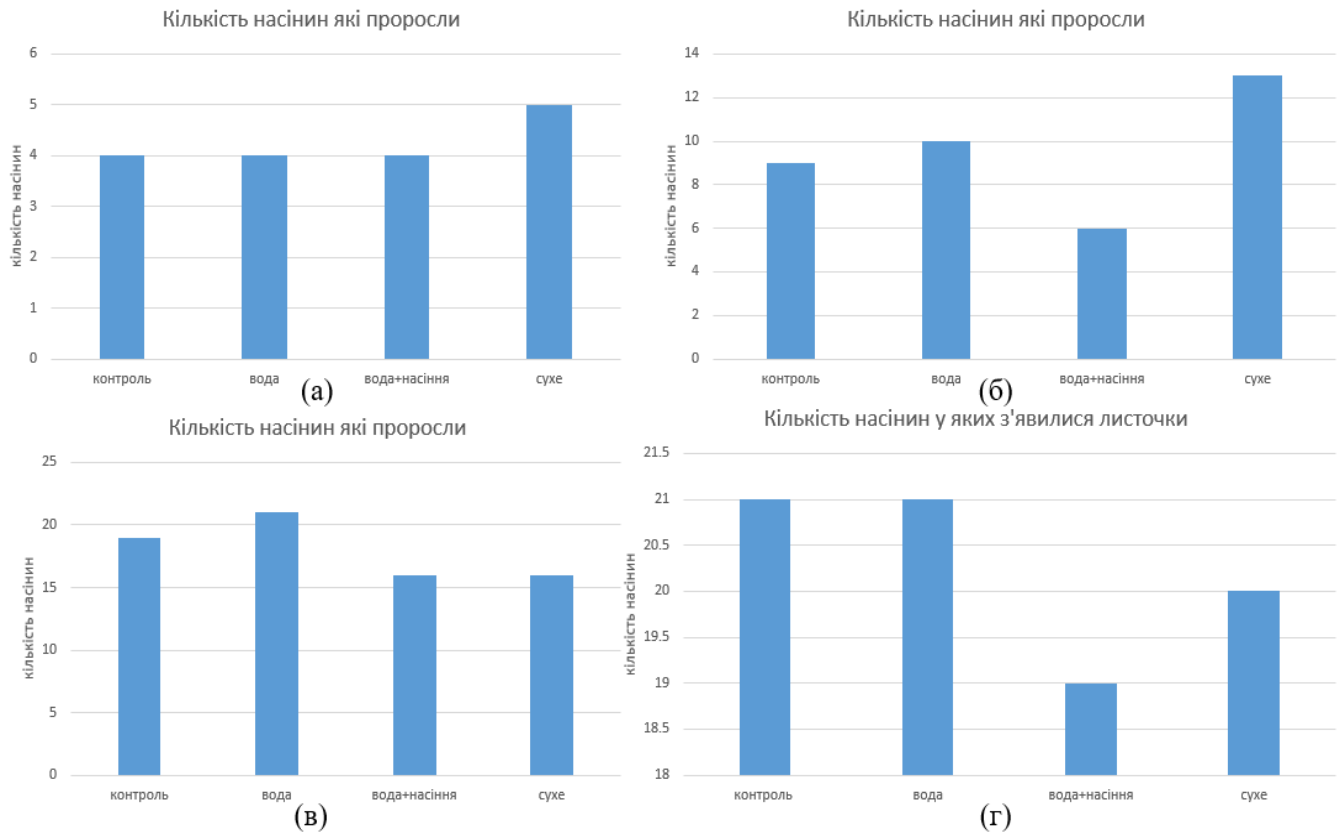 Кількість насінин які проросли
6
5
4
3
2
1
0
кількість насінин
контроль вода вода+насіння сухе
(а)
Кількість насінин які проросли
14
12
10
8
6
4
2
0
кількість насінин
контроль вода вода+насіння сухе
(б)
Кількість насінин які проросли
25
20
15
10
5
0
кількість насінин
контроль вода вода+насіння сухе
(в)
Кількість насінин у яких з'явилися листочки
21.5
21
20.5
20
19.5
19
18.5
18
кількість насінин
контроль вода вода+насіння сухе
(г)